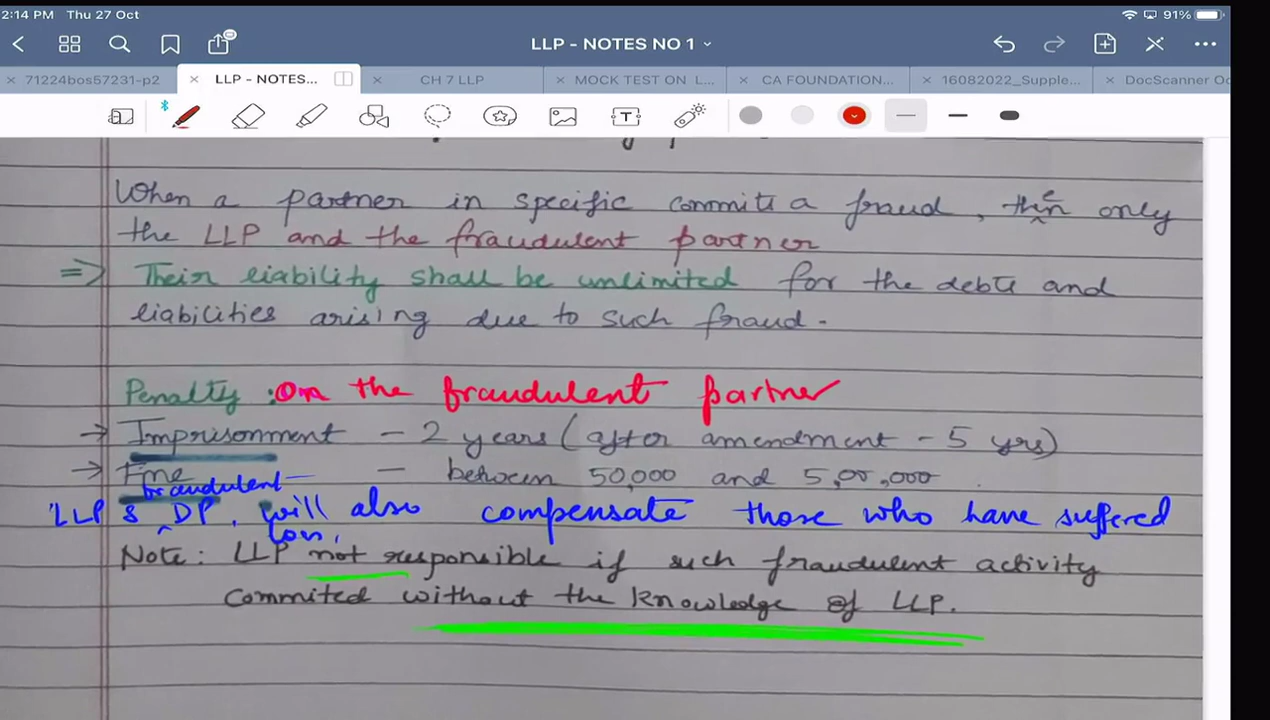 2:14 PM Thu 27 Oct
91%
LLP - NOTES NO 1
71224bos57231-p2
LLP - NOTES...
CH 7 LLP
MOCK TEST ON L...
CA FOUNDATION...
16082022_Supple...
DocScanner Oc
When a partner in specific commits a fraud, then only
the LLP and the fraudulent partner
=> Their liability shall be unlimited for the debts and
liabilities arising due to such fraud.
Penalty : On the fraudulent partner
→ Imprisonment - 2 years (after amendment - 5 yrs)
→ Fine - between 50,000 and 5,00,000
fraudulent
LLP & DP, will also compensate those who have suffered
loss.
Note: LLP not responsible if such fraudulent activity
commited without the knowledge of LLP.